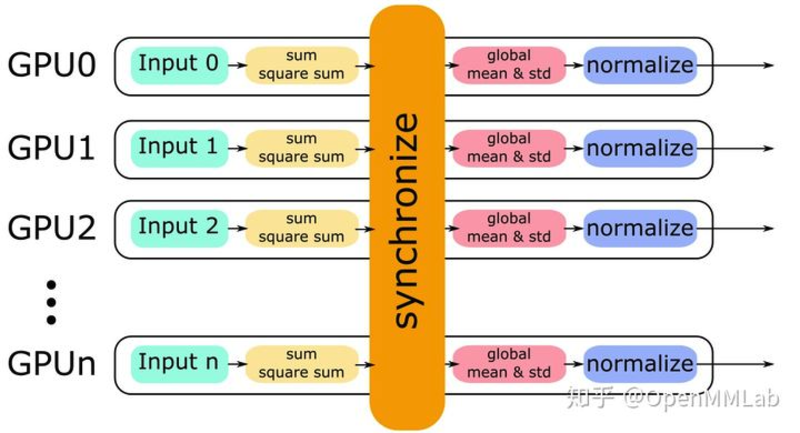 GPU0
Input 0
sum
square sum
global
mean & std
normalize
GPU1
Input 1
sum
square sum
global
mean & std
normalize
GPU2
Input 2
sum
square sum
global
mean & std
normalize
synchronize
GPUn
Input n
sum
square sum
global
mean & std
normalize
知乎 @OpenMMLab